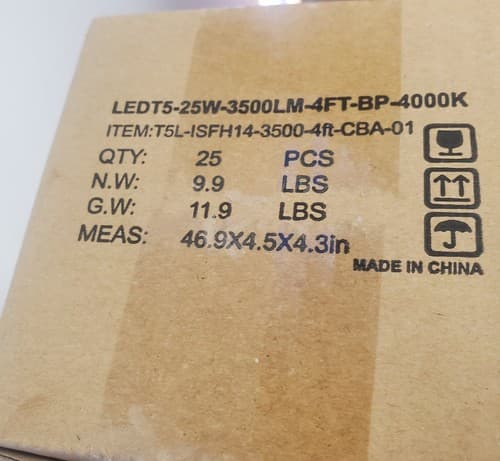 LEDT5-25W-3500LM-4FT-BP-4000K
ITEM:T5L-ISFH14-3500-4ft-CBA-01
QTY: 25 PCS
N.W: 9.9 LBS
G.W: 11.9 LBS
MEAS: 46.9X4.5X4.3in
MADE IN CHINA